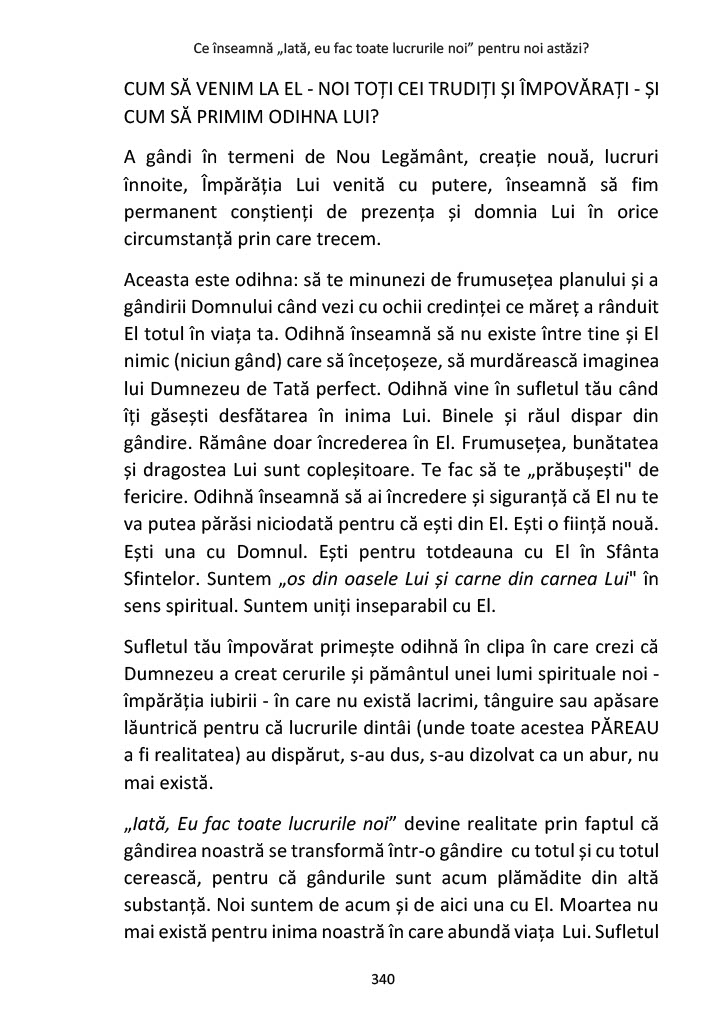 Ce înseamnă „Iată, eu fac toate lucrurile noi” pentru noi astăzi?
CUM SĂ VENIM LA EL - NOI TOȚI CEI TRUDIȚI ȘI ÎMPOVĂRAȚI - ȘI
CUM SĂ PRIMIM ODIHNA LUI?
A gândi în termeni de Nou Legământ, creație nouă, lucruri
înnoite, Împărăția Lui venită cu putere, înseamnă să fim
permanent conștienți de prezența și domnia Lui în orice
circumstanță prin care trecem.
Aceasta este odihna: să te minunezi de frumusețea planului și a
gândirii Domnului când vezi cu ochii credinței ce măreț a rânduit
El totul în viața ta. Odihnă înseamnă să nu existe între tine și El
nimic (niciun gând) care să încețoșeze, să murdărească imaginea
lui Dumnezeu de Tată perfect. Odihnă vine în sufletul tău când
îți găsești desfătarea în inima Lui. Binele și răul dispar din
gândire. Rămâne doar încrederea în El. Frumusețea, bunătatea
și dragostea Lui sunt copleșitoare. Te fac să te „prăbușești" de
fericire. Odihnă înseamnă să ai încredere și siguranță că El nu te
va putea părăsi niciodată pentru că ești din El. Ești o ființă nouă.
Ești una cu Domnul. Ești pentru totdeauna cu El în Sfânta
Sfintelor. Suntem „os din oasele Lui și carne din carnea Lui" în
sens spiritual. Suntem uniți inseparabil cu El.
Sufletul tău împovărat primește odihnă în clipa în care crezi că
Dumnezeu a creat cerurile și pământul unei lumi spirituale noi -
împărăția iubirii - în care nu există lacrimi, tânguire sau apăsare
lăuntrică pentru că lucrurile dintâi (unde toate acestea PĂREAU
a fi realitatea) au dispărut, s-au dus, s-au dizolvat ca un abur, nu
mai există.
„Iată, Eu fac toate lucrurile noi” devine realitate prin faptul că
gândirea noastră se transformă într-o gândire  cu totul și cu totul
cerească, pentru că gândurile sunt acum plămădite din altă
substanță. Noi suntem de acum și de aici una cu El. Moartea nu
mai există pentru inima noastră în care abundă viața  Lui. Sufletul
340